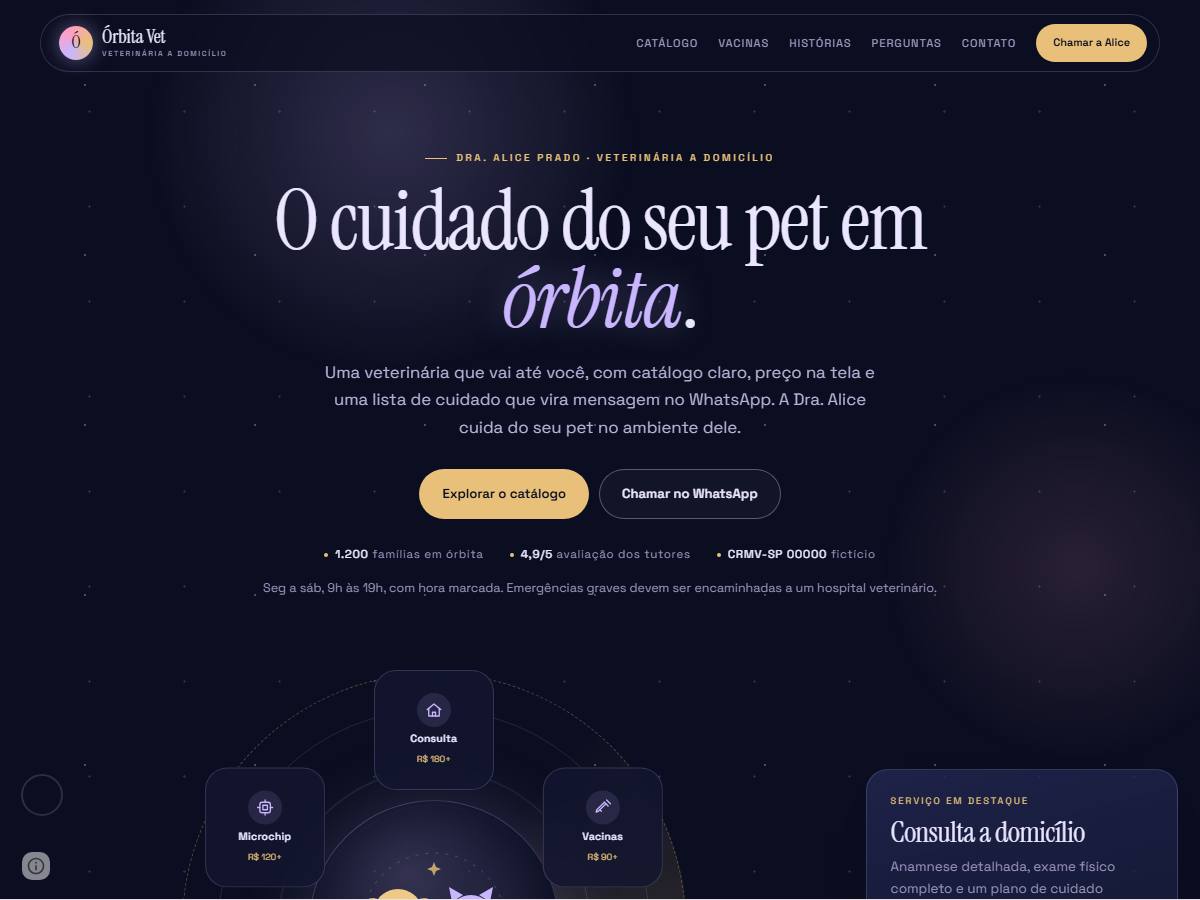 Ó
Órbita Vet
VETERINÁRIA A DOMICÍLIO
CATÁLOGO
VACINAS
HISTÓRIAS
PERGUNTAS
CONTATO
Chamar a Alice
DRA. ALICE PRADO · VETERINÁRIA A DOMICÍLIO
O cuidado do seu pet em
órbita.
Uma veterinária que vai até você, com catálogo claro, preço na tela e
uma lista de cuidado que vira mensagem no WhatsApp. A Dra. Alice
cuida do seu pet no ambiente dele.
Explorar o catálogo
Chamar no WhatsApp
1.200 famílias em órbita
4,9/5 avaliação dos tutores
CRMV-SP 00000 fictício
Seg a sáb, 9h às 19h, com hora marcada. Emergências graves devem ser encaminhadas a um hospital veterinário.
Consulta
R$ 180+
Microchip
R$ 120+
Vacinas
R$ 90+
SERVIÇO EM DESTAQUE
Consulta a domicílio
Anamnese detalhada, exame físico
completo e um plano de cuidado